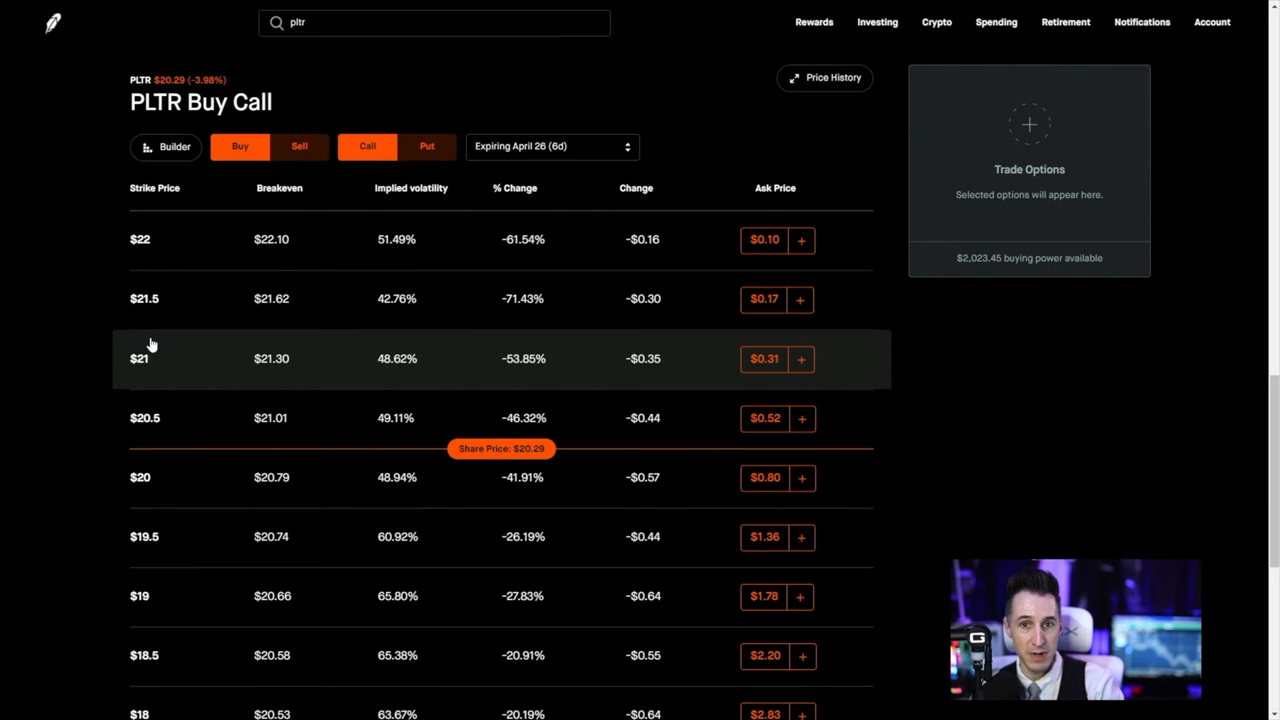 pltr
Rewards Investing Crypto Spending Retirement Notifications Account
PLTR $20.29 (-3.98%)
Price History
PLTR Buy Call
Builder Buy Sell Call Put Expiring April 26 (6d)
Strike Price Breakeven Implied volatility % Change Change Ask Price
$22 $22.10 51.49% -61.54% -$0.16 $0.10 +
$21.5 $21.62 42.76% -71.43% -$0.30 $0.17 +
$21 $21.30 48.62% -53.85% -$0.35 $0.31 +
$20.5 $21.01 49.11% -46.32% -$0.44 $0.52 +
Share Price: $20.29
$20 $20.79 48.94% -41.91% -$0.57 $0.80 +
$19.5 $20.74 60.92% -26.19% -$0.44 $1.36 +
$19 $20.66 65.80% -27.83% -$0.64 $1.78 +
$18.5 $20.58 65.38% -20.91% -$0.55 $2.20 +
$18 $20.53 63.67% -20.19% -$0.64 $2.83 +
Trade Options
Selected options will appear here.
$2,023.45 buying power available
G